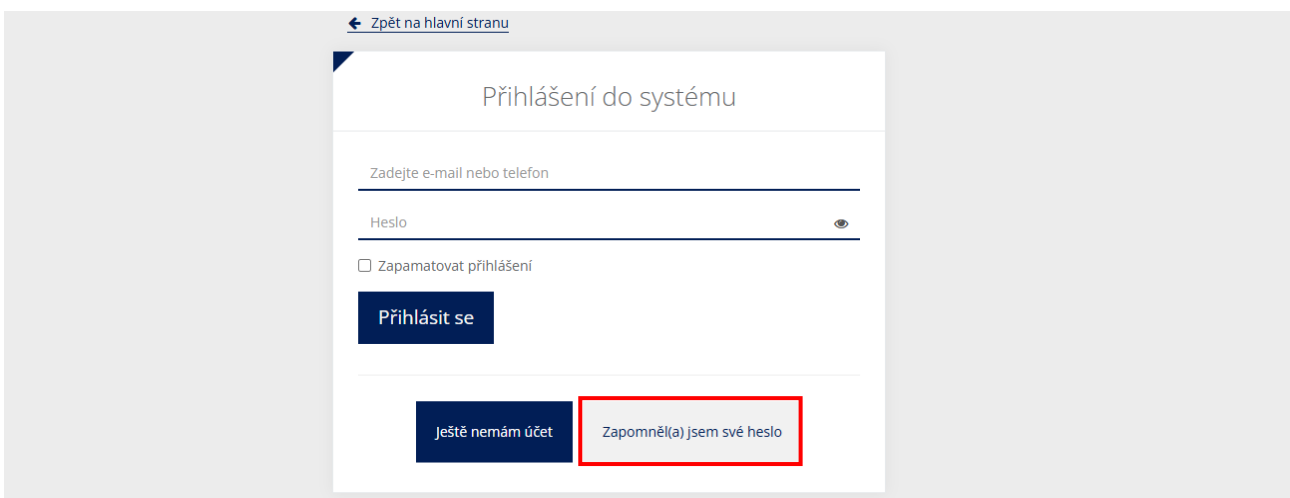 Zpět na hlavní stranu
Přihlášení do systému
Zadejte e-mail nebo telefon
Heslo
Zapamatovat přihlášení
Přihlásit se
Ještě nemám účet
Zapomněl(a) jsem své heslo